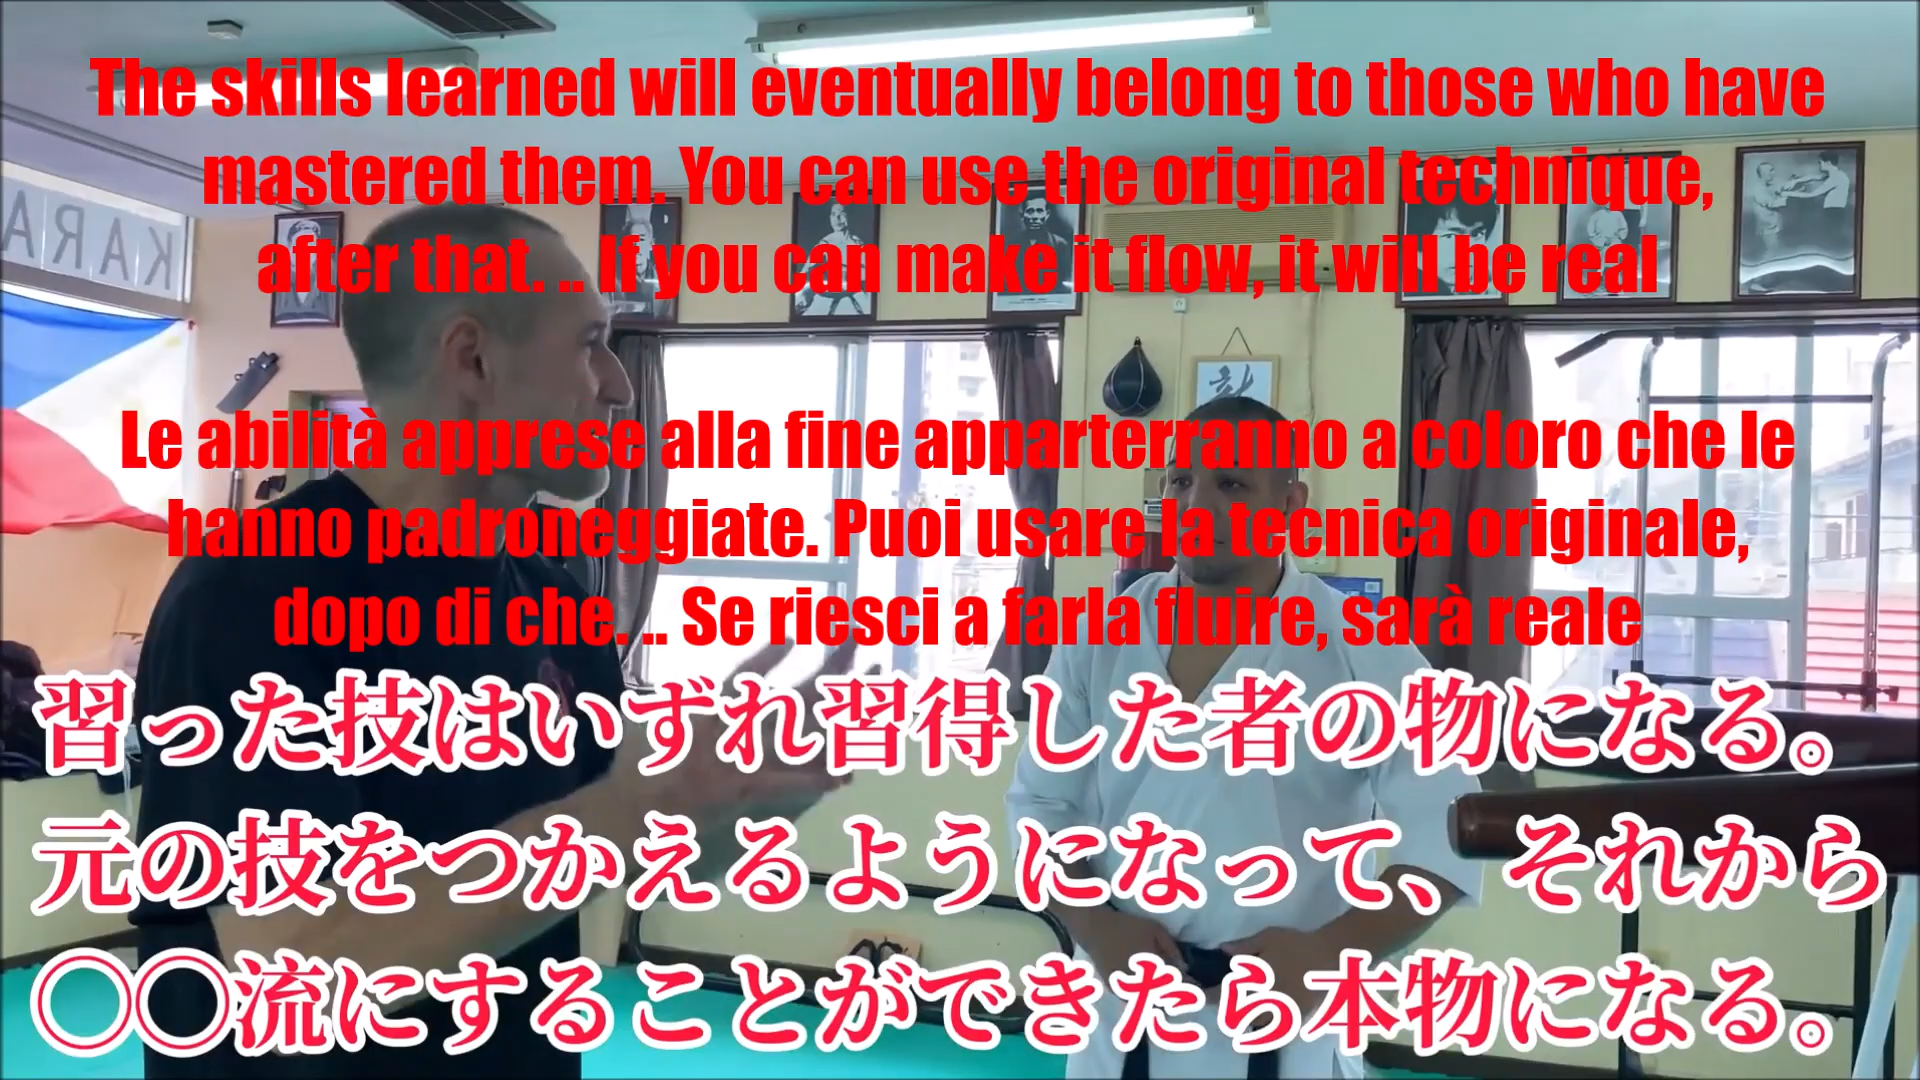 The skills learned will eventually belong to those who have
mastered them. You can use the original technique,
after that. .. If you can make it flow, it will be real
KARA
Le abilità apprese alla fine apparterranno a coloro che le
hanno padroneggiate. Puoi usare la tecnica originale,
dopo di che. .. Se riesci a farla fluire, sarà reale
習った技はいずれ習得した者の物になる。
元の技をつかえるようになって、それから
〇〇流にすることができたら本物になる。